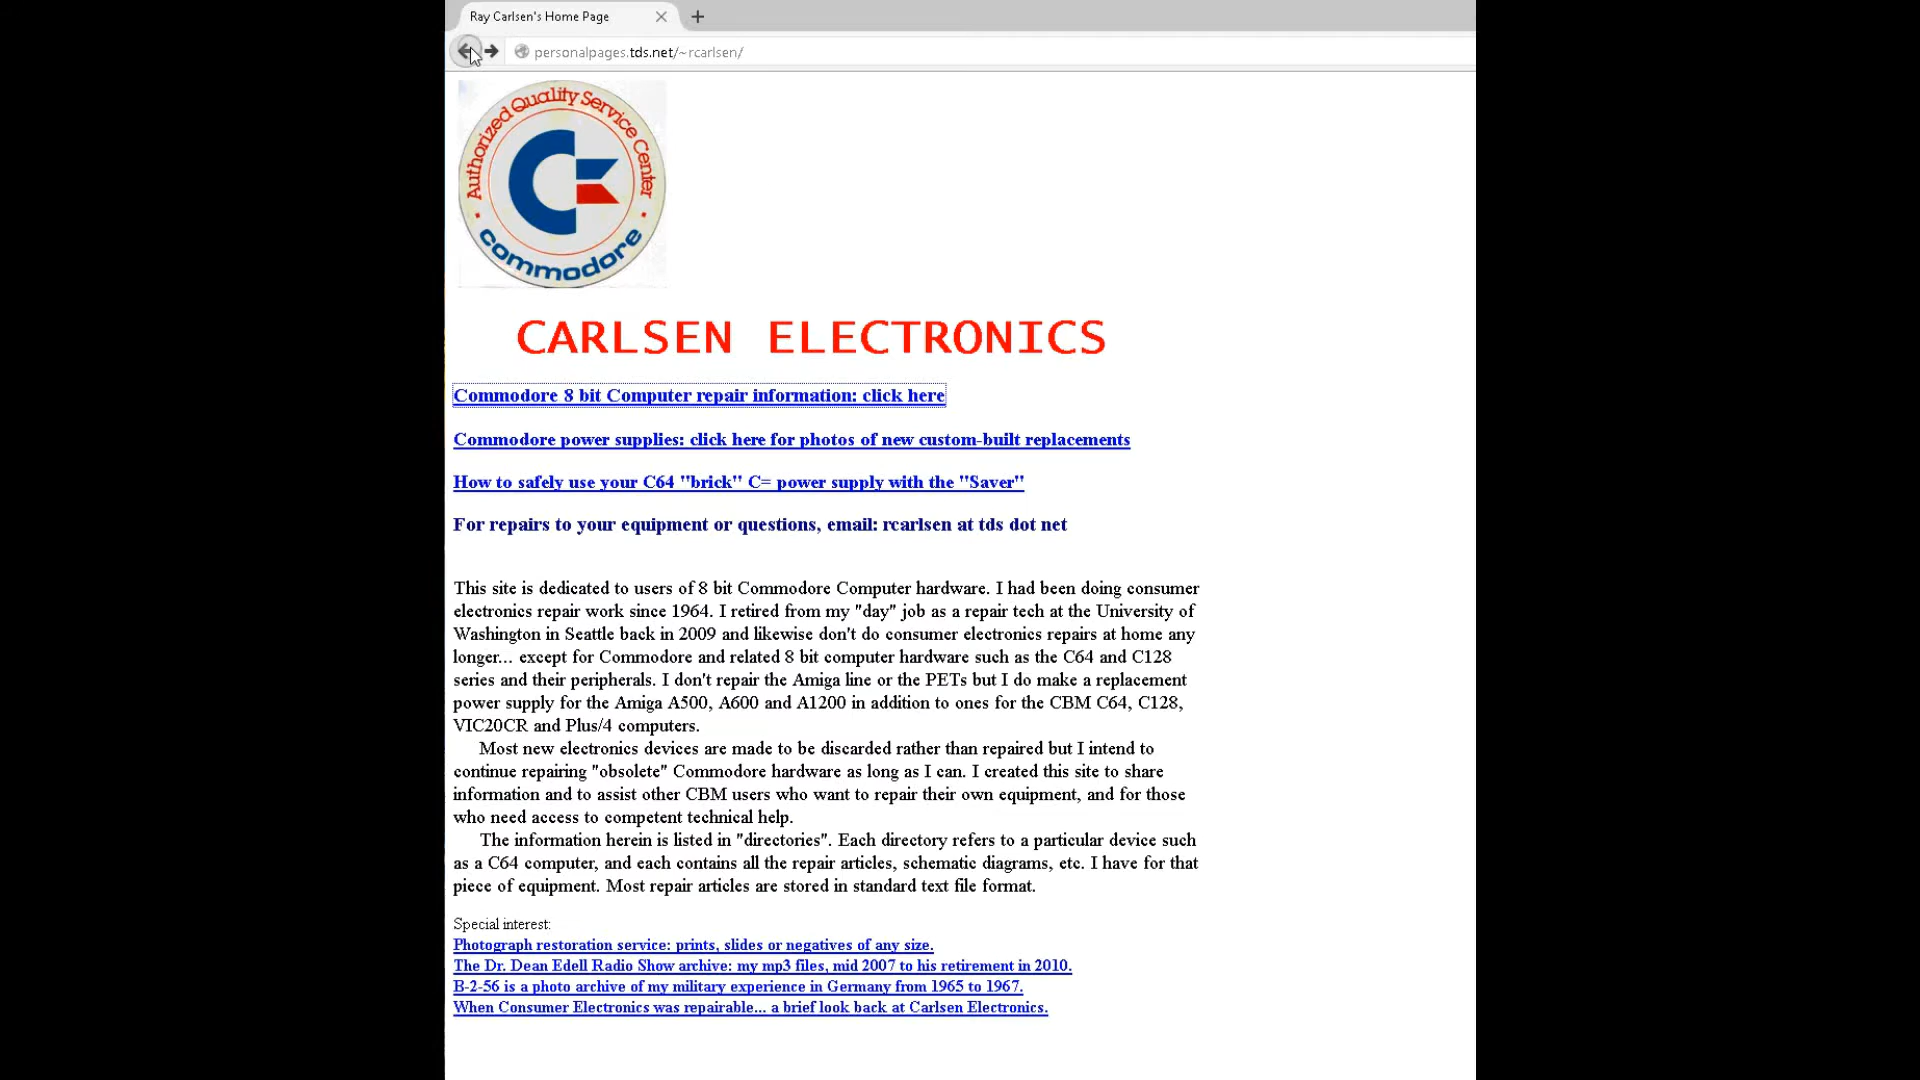 Ray Carlsen's Home Page
personalpages.tds.net/~rcarlsen/
Authorized Quality Service Center
commodore
CARLSEN ELECTRONICS
Commodore 8 bit Computer repair information: click here
Commodore power supplies: click here for photos of new custom-built replacements
How to safely use your C64 "brick" C= power supply with the "Saver"
For repairs to your equipment or questions, email: rcarlsen at tds dot net
This site is dedicated to users of 8 bit Commodore Computer hardware. I had been doing consumer
electronics repair work since 1964. I retired from my "day" job as a repair tech at the University of
Washington in Seattle back in 2009 and likewise don't do consumer electronics repairs at home any
longer... except for Commodore and related 8 bit computer hardware such as the C64 and C128
series and their peripherals. I don't repair the Amiga line or the PETs but I do make a replacement
power supply for the Amiga A500, A600 and A1200 in addition to ones for the CBM C64, C128,
VIC20CR and Plus/4 computers.
Most new electronics devices are made to be discarded rather than repaired but I intend to
continue repairing "obsolete" Commodore hardware as long as I can. I created this site to share
information and to assist other CBM users who want to repair their own equipment, and for those
who need access to competent technical help.
The information herein is listed in "directories". Each directory refers to a particular device such
as a C64 computer, and each contains all the repair articles, schematic diagrams, etc. I have for that
piece of equipment. Most repair articles are stored in standard text file format.
Special interest:
Photograph restoration service: prints, slides or negatives of any size.
The Dr. Dean Edell Radio Show archive: my mp3 files, mid 2007 to his retirement in 2010.
B-2-56 is a photo archive of my military experience in Germany from 1965 to 1967.
When Consumer Electronics was repairable... a brief look back at Carlsen Electronics.